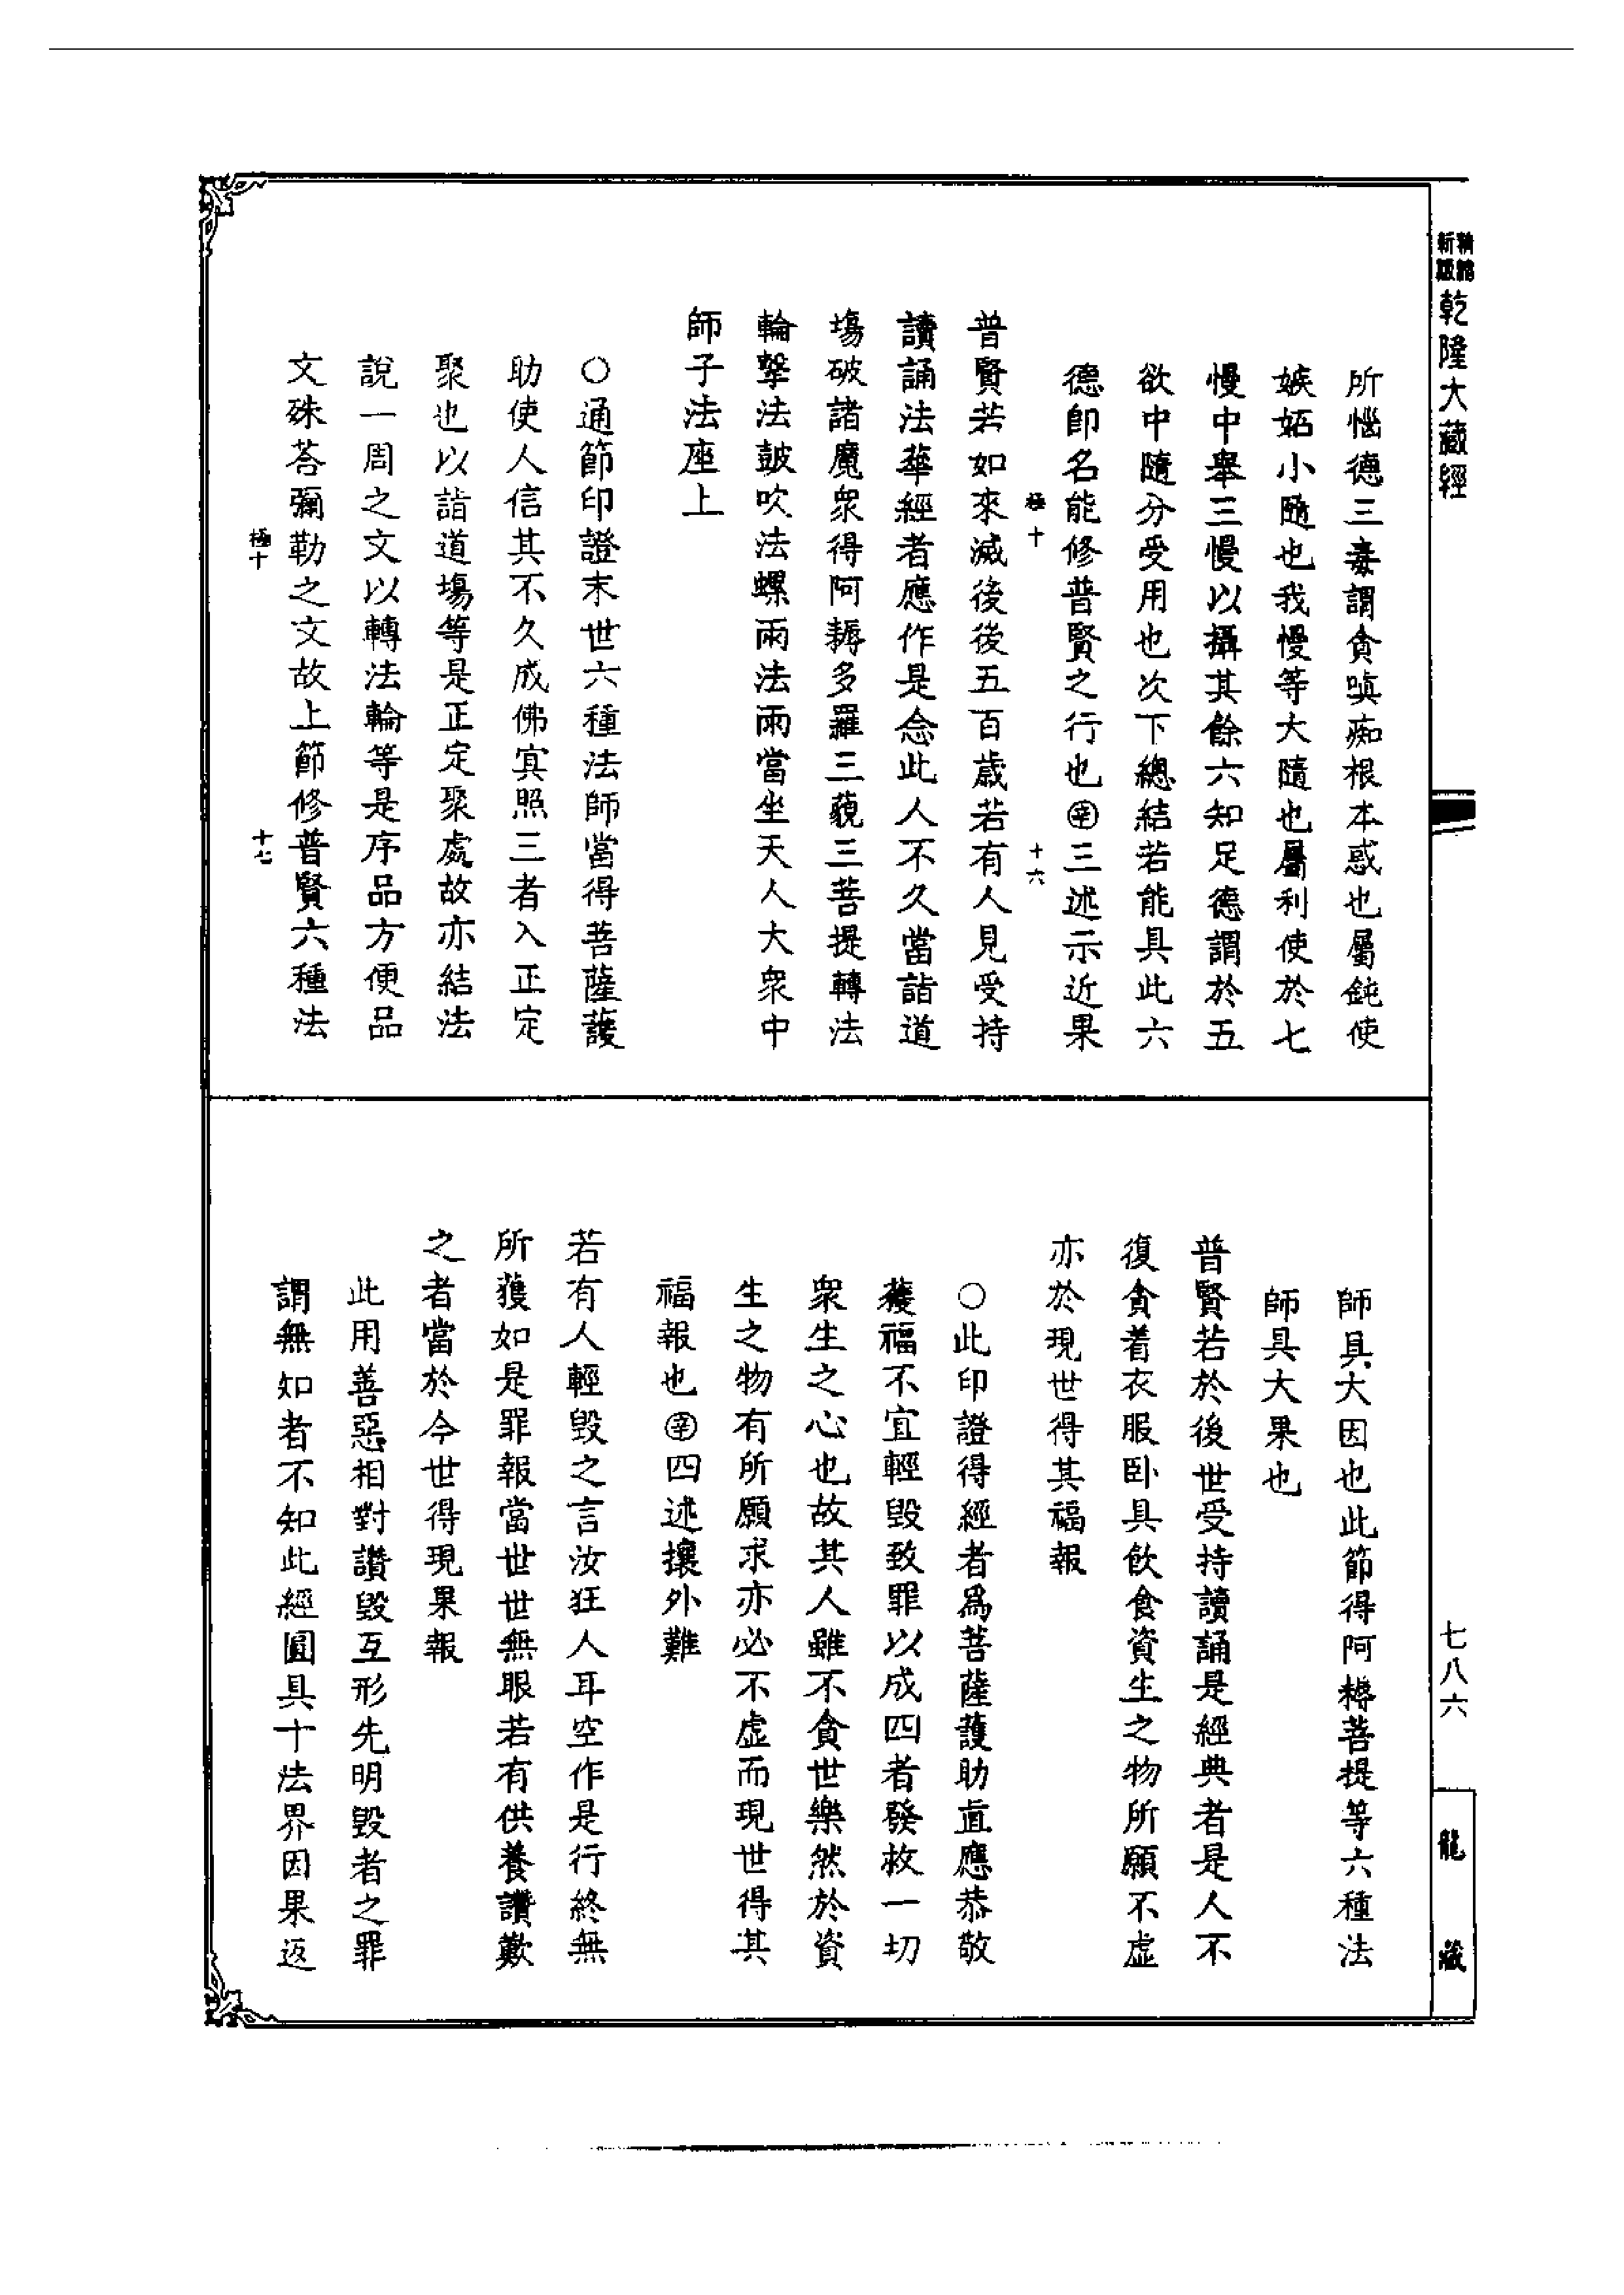 精縮
新版
乾隆大藏經
所惱德三毒謂貪嗔痴根本惑也屬鈍使
嫉妬小隨也我慢等大隨也屬利使於七
慢中舉三慢以攝其餘六知足德謂於五
欲中隨分受用也次下總結若能具此六
德即名能修普賢之行也㊛三述示近果
極十
十六
普賢若如來滅後後五百歲若有人見受持
讀誦法華經者應作是念此人不久當詣道
場破諸魔衆得阿耨多羅三藐三菩提轉法
輪擊法鼓吹法螺雨法雨當坐天人大衆中
師子法座上
○通節印證末世六種法師當得菩薩護
助使人信其不久成佛冥照三者入正定
聚也以詣道場等是正定聚處故亦結法
說一周之文以轉法輪等是序品方便品
文殊荅彌勒之文故上節修普賢六種法
極十
十七
師具大因也此節得阿耨菩提等六種法
師具大果也
普賢若於後世受持讀誦是經典者是人不
復貪着衣服卧具飲食資生之物所願不虛
亦於現世得其福報
○此印證得經者爲菩薩護助直應恭敬
獲福不宜輕毀致罪以成四者發救一切
衆生之心也故其人雖不貪世樂然於資
生之物有所願求亦必不虛而現世得其
福報也㊛四述攘外難
若有人輕毀之言汝狂人耳空作是行終無
所獲如是罪報當世世無眼若有供養讚歎
之者當於今世得現果報
此用善惡相對讚毀互形先明毀者之罪
謂無知者不知此經圓具十法界因果返
七八六
龍藏